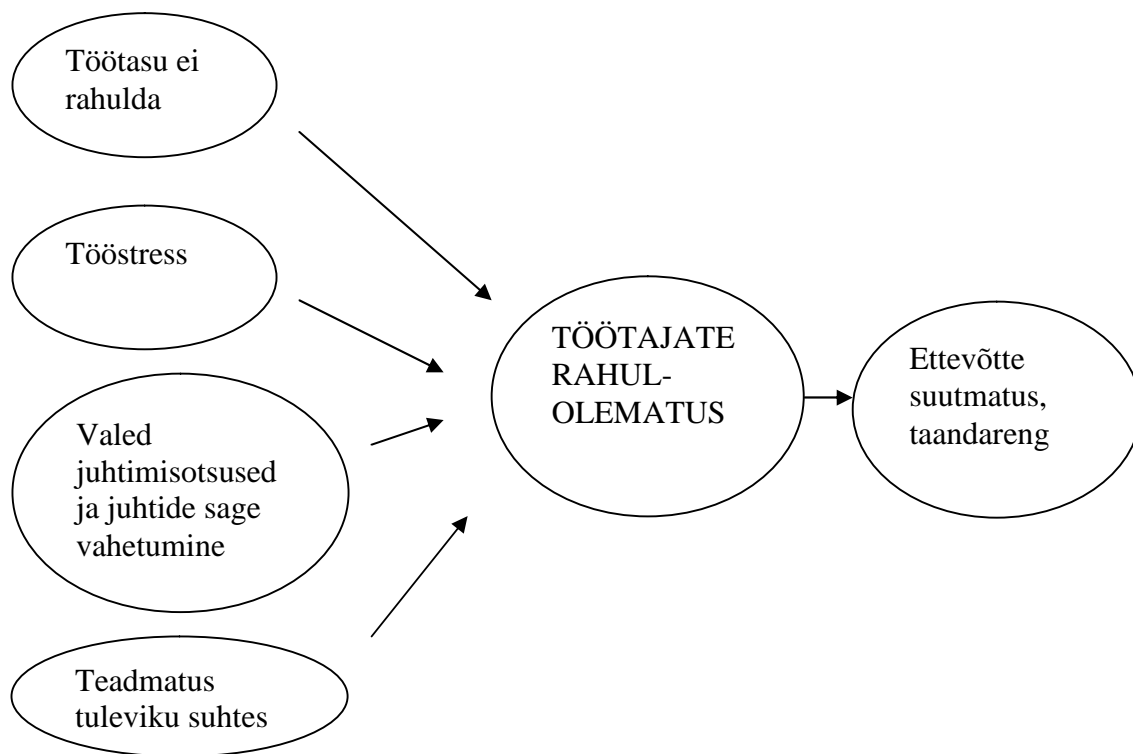 Töötasu ei
rahulda
Tööstress
Valed
juhtimisotsused
ja juhtide sage
vahetumine
Teadmatus
tuleviku suhtes
TÖÖTAJATE
RAHUL-
OLEMATUS
Ettevõtte
suutmatus,
taandareng